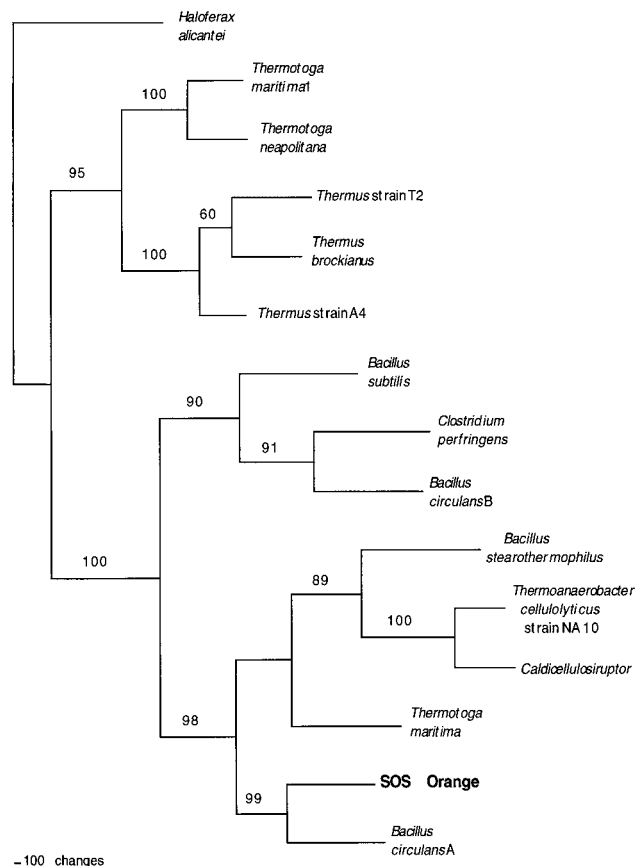 Haloferax
alicantei
Thermotoga
maritima1
100
Thermotoga
neapolitana
95
Thermus strain T2
60
Thermus
brockianus
100
Thermus strain A4
Bacillus
subtilis
90
Clostridium
perfringens
91
Bacillus
circulans B
Bacillus
stearothermophilus
100
89
Thermoanaerobacter
cellulolyticus
strain NA10
100
Caldicellulosiruptor
Thermotoga
maritima
98
SOS Orange
99
Bacillus
circulans A
100 changes